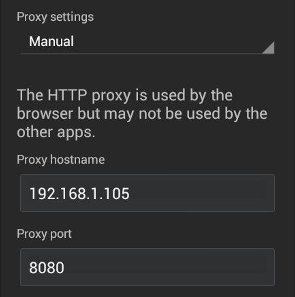 Proxy settings
Manual
The HTTP proxy is used by the
browser but may not be used by the
other apps.
Proxy hostname
192.168.1.105
Proxy port
8080